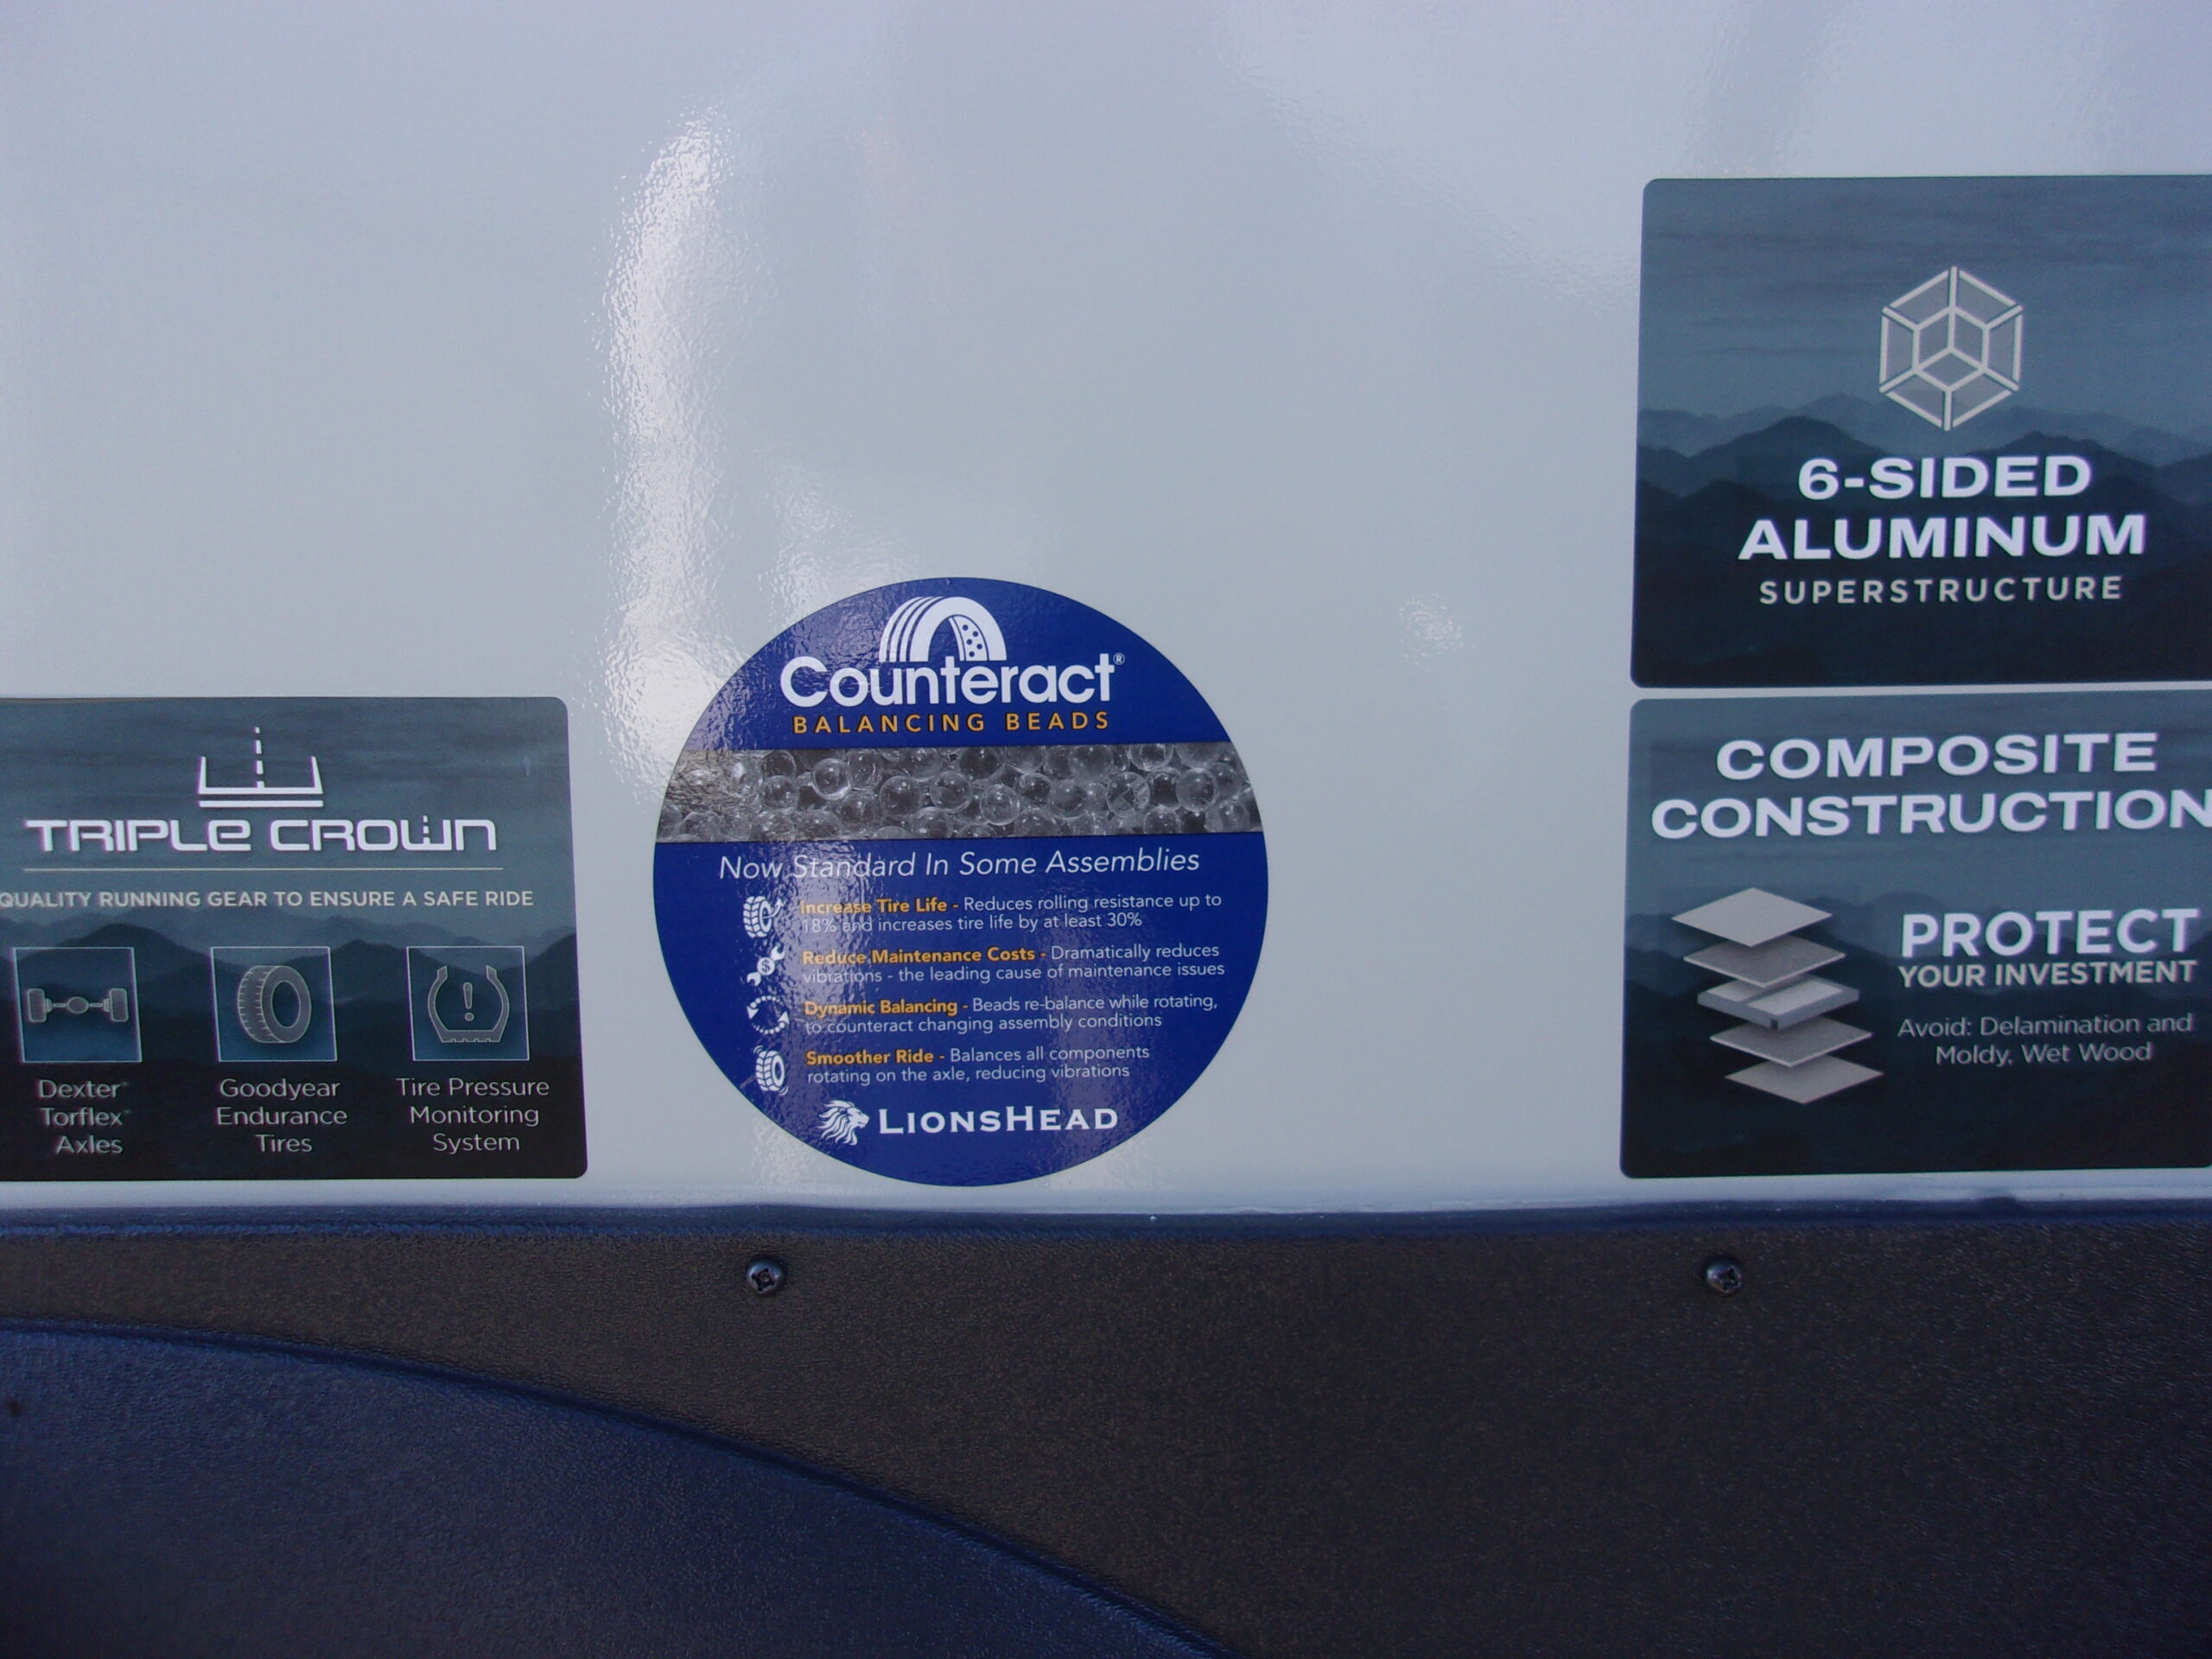 TRIPLE CROWN
QUALITY RUNNING GEAR TO ENSURE A SAFE RIDE
Dexter
Torflex
Axles
Goodyear
Endurance
Tires
Tire Pressure
Monitoring
System
Counteract®
BALANCING BEADS
Now Standard In Some Assemblies
Increase Tire Life - Reduces rolling resistance up to
18% and increases tire life by at least 30%
Reduce Maintenance Costs - Dramatically reduces
vibrations - the leading cause of maintenance issues
Dynamic Balancing - Beads re-balance while rotating,
to counteract changing assembly conditions
Smoother Ride - Balances all components
rotating on the axle, reducing vibrations
LIONSHEAD
6-SIDED
ALUMINUM
SUPERSTRUCTURE
COMPOSITE
CONSTRUCTION
PROTECT
YOUR INVESTMENT
Avoid: Delamination and
Moldy, Wet Wood